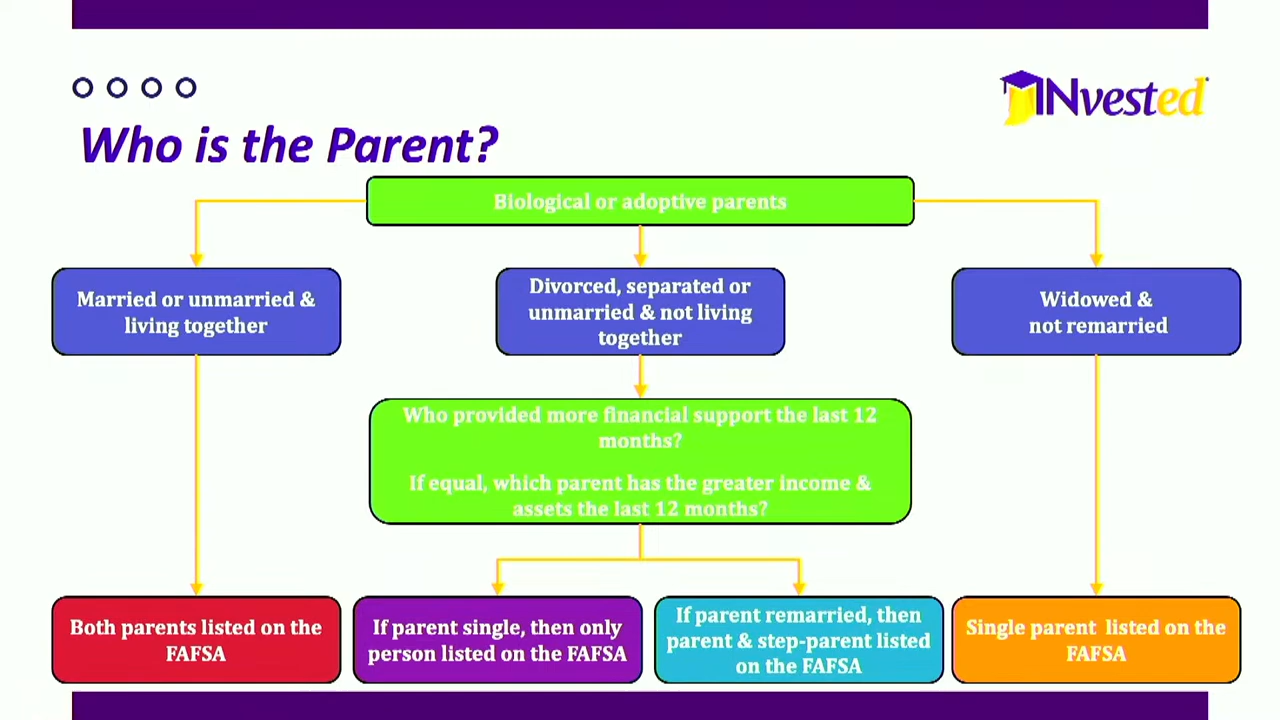 INvested
Who is the Parent?
Biological or adoptive parents
Married or unmarried &
living together
Divorced, separated or
unmarried & not living
together
Widowed &
not remarried
Who provided more financial support the last 12
months?
If equal, which parent has the greater income &
assets the last 12 months?
Both parents listed on the
FAFSA
If parent single, then only
person listed on the FAFSA
If parent remarried, then
parent & step-parent listed
on the FAFSA
Single parent listed on the
FAFSA